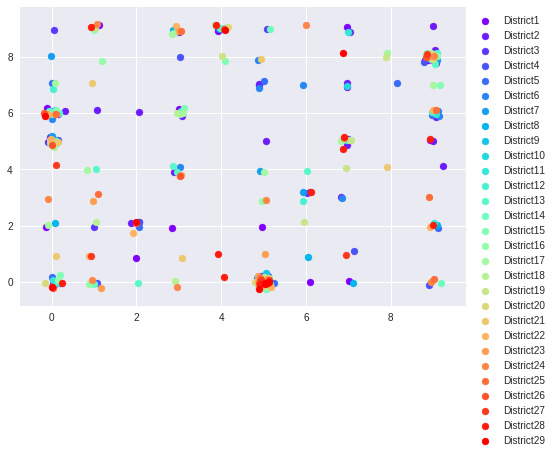 8
6
4
2
0
0 2 4 6 8
District1
District2
District3
District4
District5
District6
District7
District8
District9
District10
District11
District12
District13
District14
District15
District16
District17
District18
District19
District20
District21
District22
District23
District24
District25
District26
District27
District28
District29